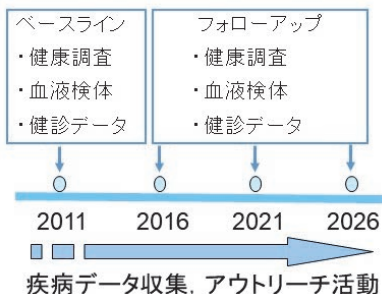 ベースライン
・健康調査
・血液検体
・健診データ
フォローアップ
・健康調査
・血液検体
・健診データ
2011 2016 2021 2026
疾病データ収集, アウトリーチ活動